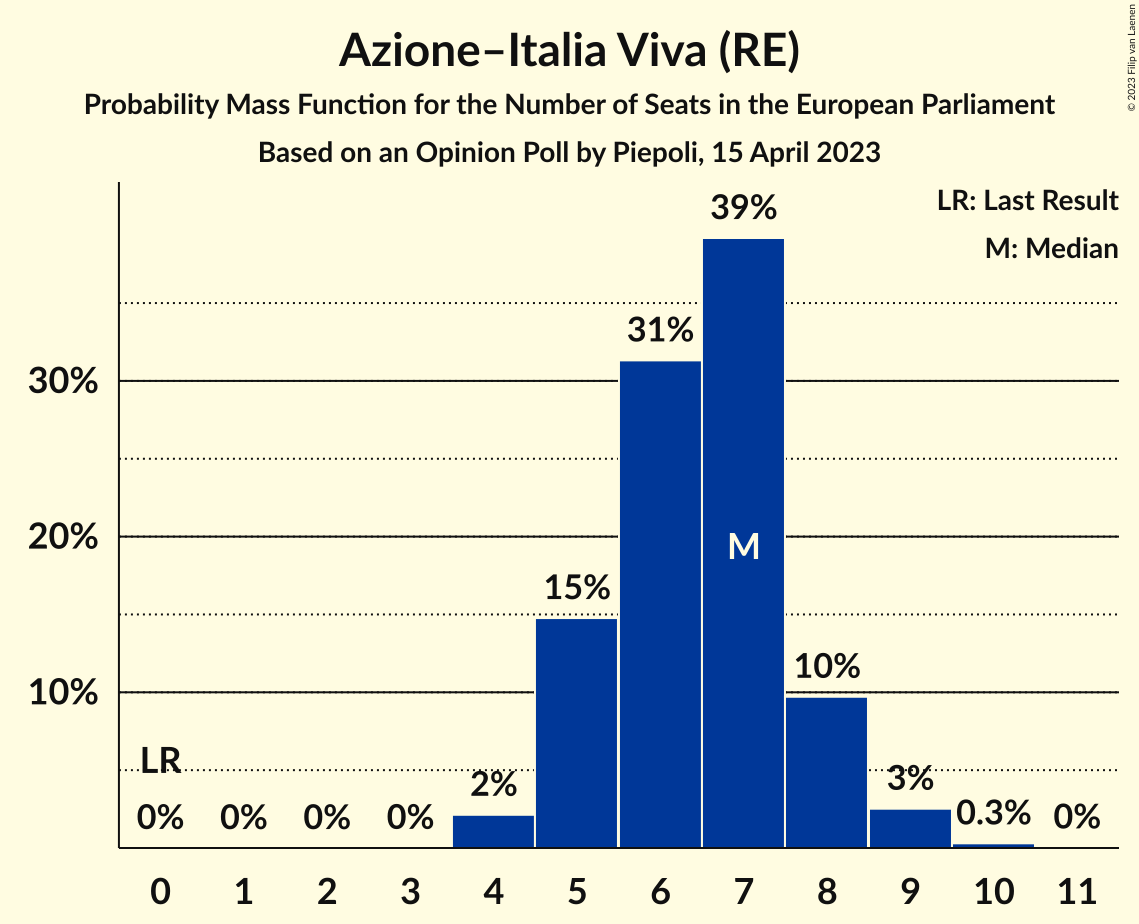 Azione–Italia Viva (RE)
Probability Mass Function for the Number of Seats in the European Parliament
Based on an Opinion Poll by Piepoli, 15 April 2023
© 2023 Filip van Laenen
LR: Last Result
M: Median
39%
31%
30%
20%
M
15%
10%
10%
LR
2%
3%
0%
0%
0%
0%
0.3%
0%
0 1 2 3 4 5 6 7 8 9 10 11